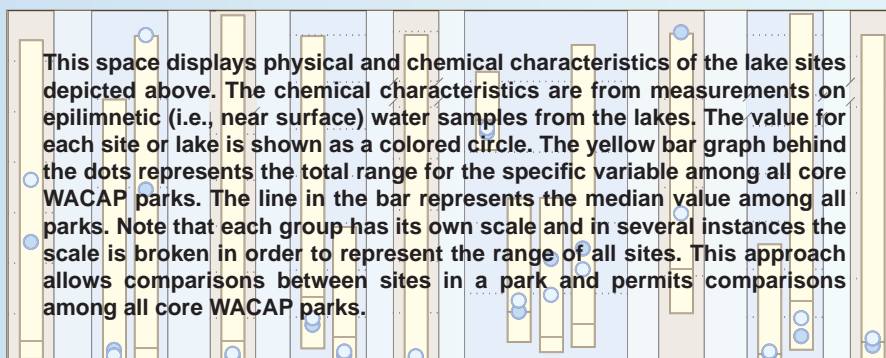 This space displays physical and chemical characteristics of the lake sites
depicted above. The chemical characteristics are from measurements on
epilimnetic (i.e., near surface) water samples from the lakes. The value for
each site or lake is shown as a colored circle. The yellow bar graph behind
the dots represents the total range for the specific variable among all core
WACAP parks. The line in the bar represents the median value among all
parks. Note that each group has its own scale and in several instances the
scale is broken in order to represent the range of all sites. This approach
allows comparisons between sites in a park and permits comparisons
among all core WACAP parks.